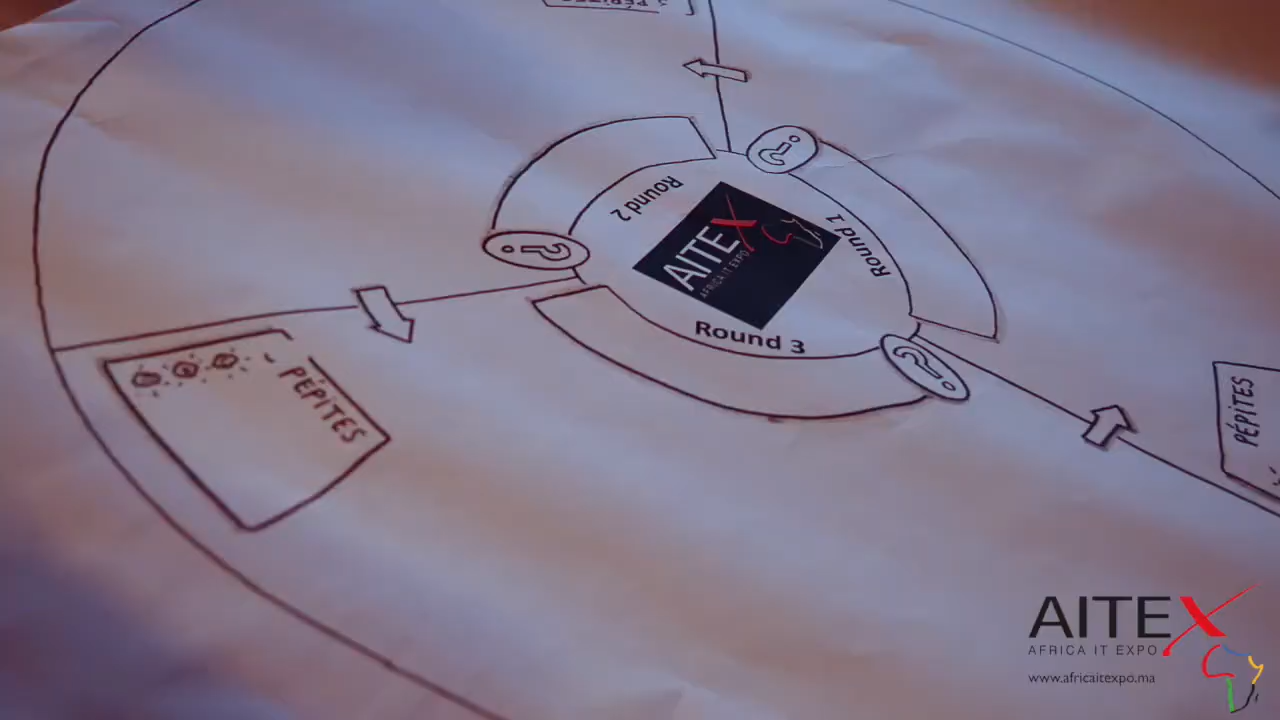 PÉPITES
Round 2
Round 1
AITEX
AFRICA IT EXPO
Round 3
PÉPITES
PÉPITES
AITEX
AFRICA IT EXPO
www.africaitexpo.ma